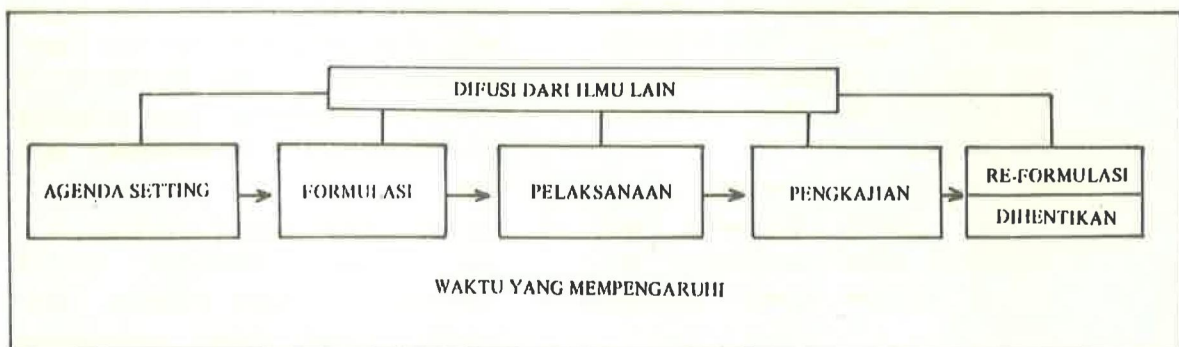 DIFUSI DARI ILMU LAIN
AGENDA SETTING
FORMULASI
PELAKSANAAN
PENGKAJIAN
RE-FORMULASI
DIHENTIKAN
WAKTU YANG MEMPENGARUHI